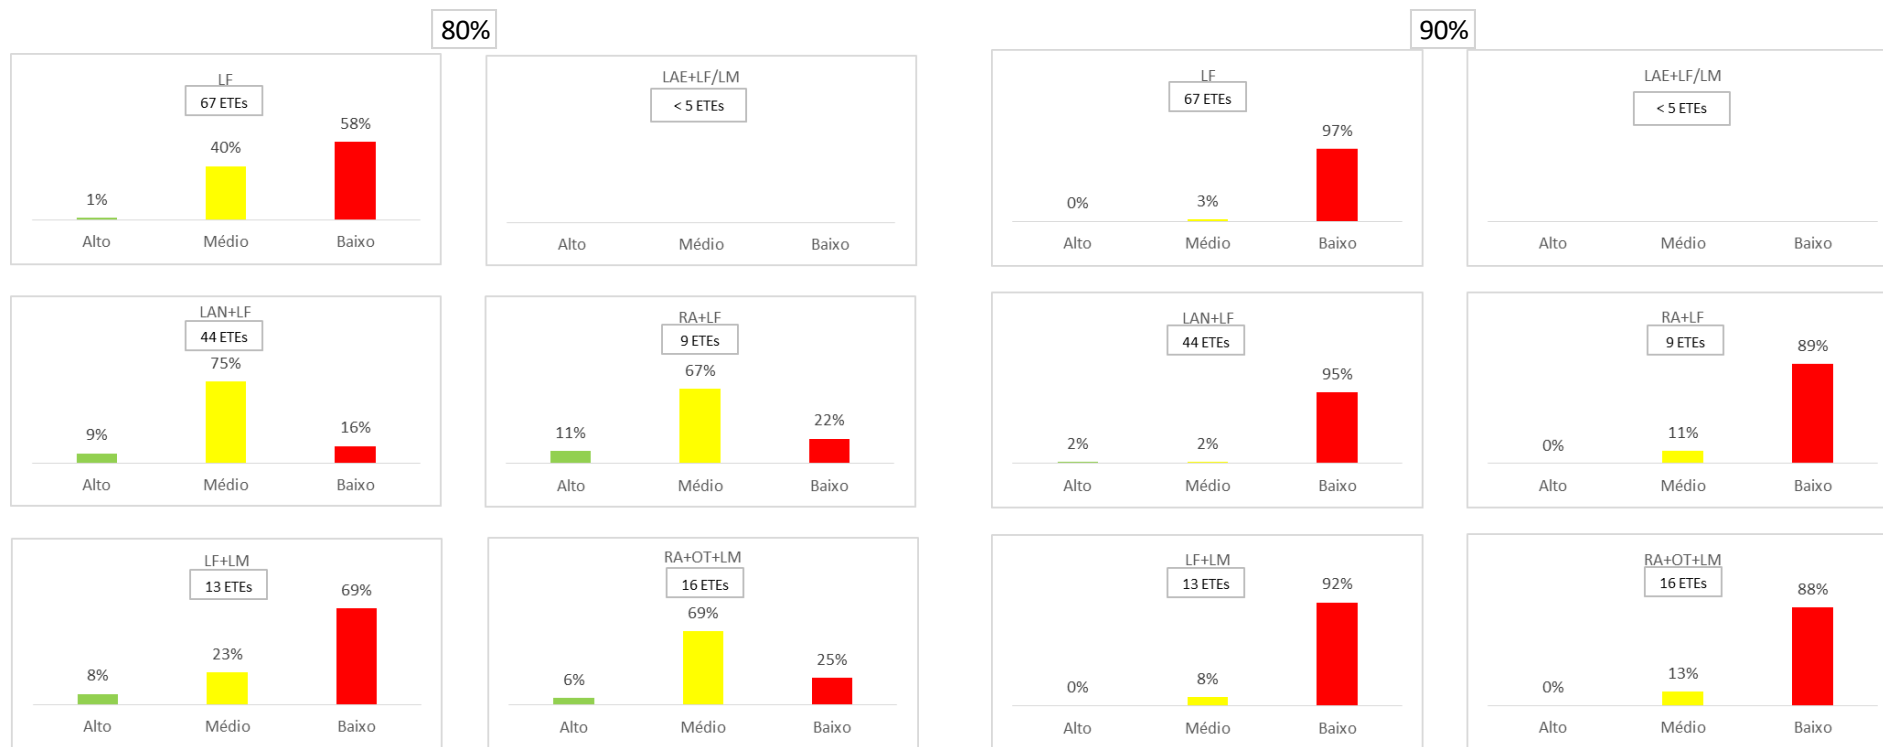 80%
LF
67 ETEs
1%
40%
58%
Alto Médio Baixo
LAE+LF/LM
< 5 ETEs
Alto Médio Baixo
LAN+LF
44 ETEs
9%
75%
16%
Alto Médio Baixo
RA+LF
9 ETEs
11%
67%
22%
Alto Médio Baixo
LF+LM
13 ETEs
8%
23%
69%
Alto Médio Baixo
RA+OT+LM
16 ETEs
6%
69%
25%
Alto Médio Baixo
90%
LF
67 ETEs
0%
3%
97%
Alto Médio Baixo
LAE+LF/LM
< 5 ETEs
Alto Médio Baixo
LAN+LF
44 ETEs
2%
2%
95%
Alto Médio Baixo
RA+LF
9 ETEs
0%
11%
89%
Alto Médio Baixo
LF+LM
13 ETEs
0%
8%
92%
Alto Médio Baixo
RA+OT+LM
16 ETEs
0%
13%
88%
Alto Médio Baixo